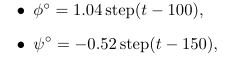 • ϕ° = 1.04 step(t − 100),
• ψ° = −0.52 step(t − 150),